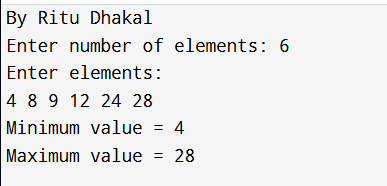 By Ritu Dhakal
Enter number of elements: 6
Enter elements:
4 8 9 12 24 28
Minimum value = 4
Maximum value = 28